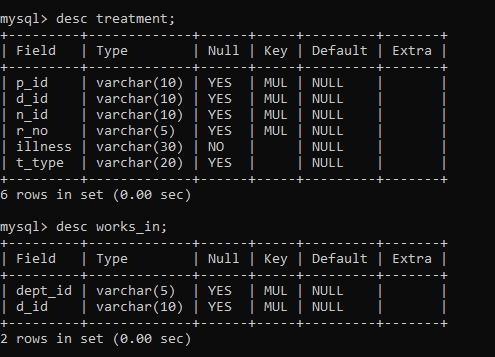 mysql> desc treatment;
+---------+-------------+------+-----+---------+-------+
| Field   | Type        | Null | Key | Default | Extra |
+---------+-------------+------+-----+---------+-------+
| p_id    | varchar(10) | YES  | MUL | NULL    |       |
| d_id    | varchar(10) | YES  | MUL | NULL    |       |
| n_id    | varchar(10) | YES  | MUL | NULL    |       |
| r_no    | varchar(5)  | YES  | MUL | NULL    |       |
| illness | varchar(30) | NO   |     | NULL    |       |
| t_type  | varchar(20) | YES  |     | NULL    |       |
+---------+-------------+------+-----+---------+-------+
6 rows in set (0.00 sec)

mysql> desc works_in;
+---------+-------------+------+-----+---------+-------+
| Field   | Type        | Null | Key | Default | Extra |
+---------+-------------+------+-----+---------+-------+
| dept_id | varchar(5)  | YES  | MUL | NULL    |       |
| d_id    | varchar(10) | YES  | MUL | NULL    |       |
+---------+-------------+------+-----+---------+-------+
2 rows in set (0.00 sec)